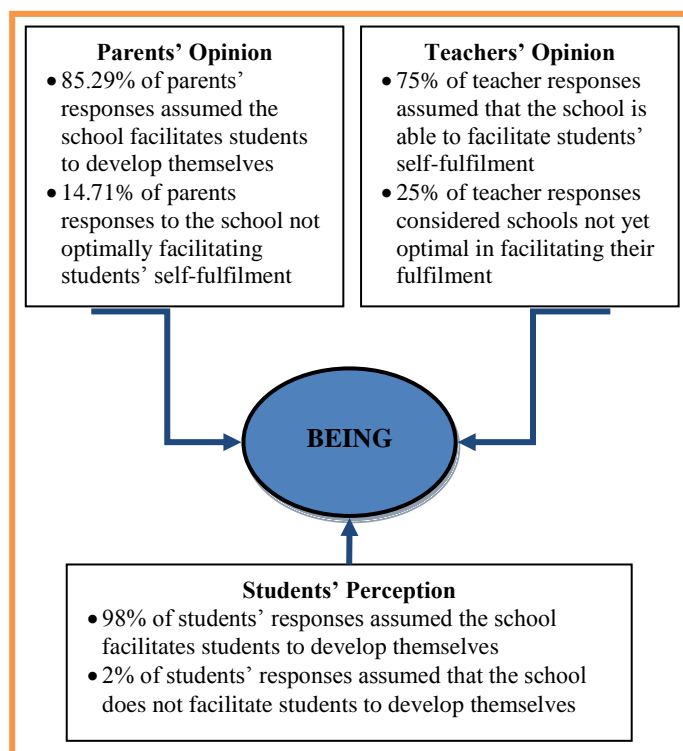 Parents’ Opinion
• 85.29% of parents’
responses assumed the
school facilitates students
to develop themselves
• 14.71% of parents
responses to the school not
optimally facilitating
students’ self-fulfilment
Teachers’ Opinion
• 75% of teacher responses
assumed that the school is
able to facilitate students’
self-fulfilment
• 25% of teacher responses
considered schools not yet
optimal in facilitating their
fulfilment
BEING
Students’ Perception
• 98% of students’ responses assumed the school
facilitates students to develop themselves
• 2% of students’ responses assumed that the school
does not facilitate students to develop themselves